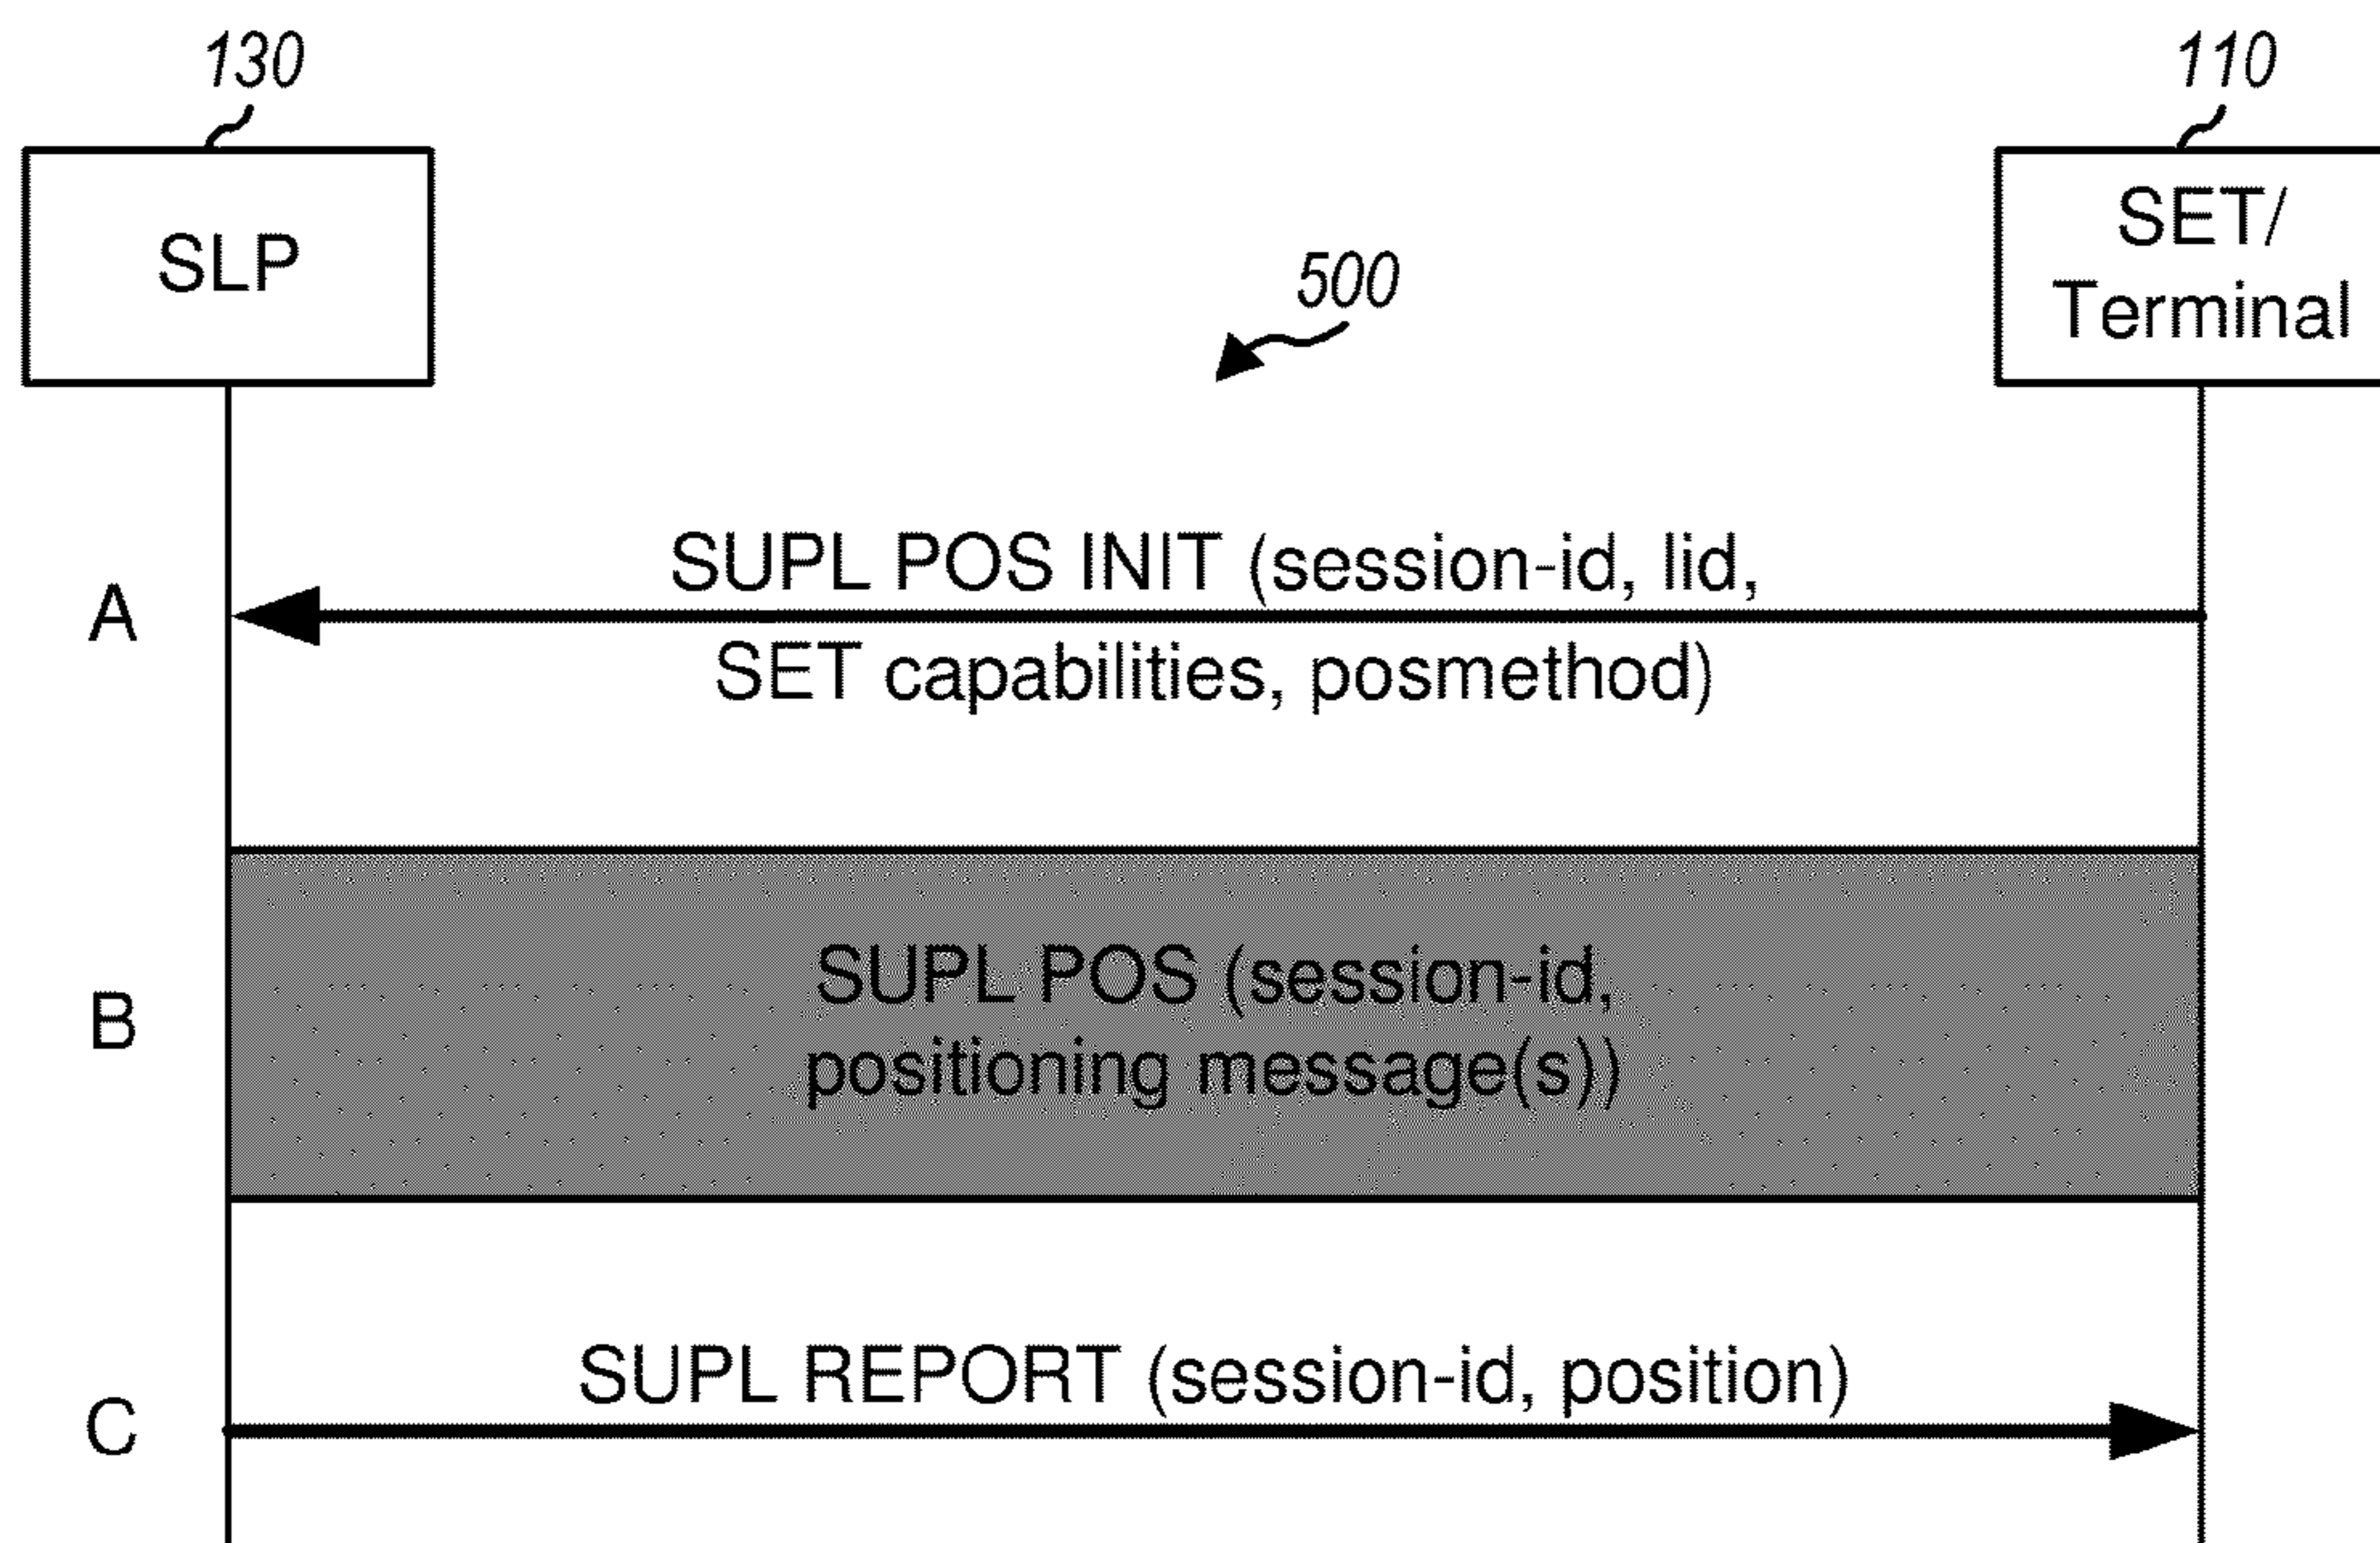 130
110
SLP
SET/
Terminal
500
SUPL POS INIT (session-id, lid,
A
SET capabilities, posmethod)
SUPL POS (session-id,
B
positioning message(s))
SUPL REPORT (session-id, position)
C